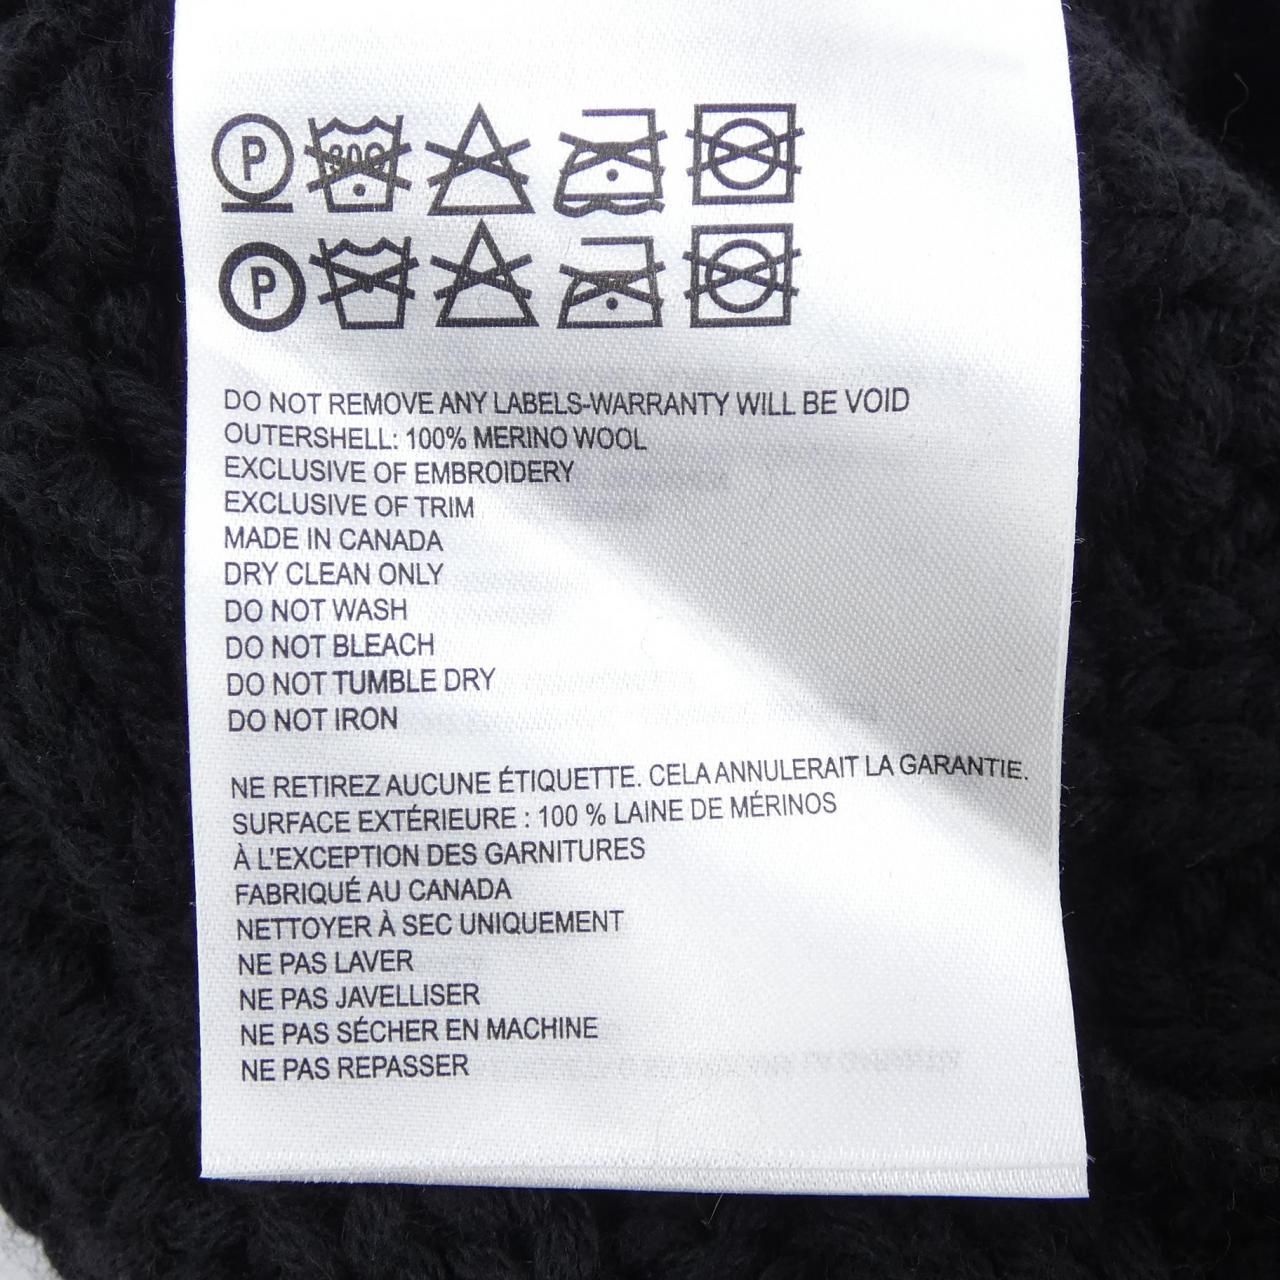 P 30°
P
DO NOT REMOVE ANY LABELS-WARRANTY WILL BE VOID
OUTERSHELL: 100% MERINO WOOL
EXCLUSIVE OF EMBROIDERY
EXCLUSIVE OF TRIM
MADE IN CANADA
DRY CLEAN ONLY
DO NOT WASH
DO NOT BLEACH
DO NOT TUMBLE DRY
DO NOT IRON
NE RETIREZ AUCUNE ÉTIQUETTE. CELA ANNULERAIT LA GARANTIE.
SURFACE EXTÉRIEURE : 100 % LAINE DE MÉRINOS
À L'EXCEPTION DES GARNITURES
FABRIQUÉ AU CANADA
NETTOYER À SEC UNIQUEMENT
NE PAS LAVER
NE PAS JAVELLISER
NE PAS SÉCHER EN MACHINE
NE PAS REPASSER